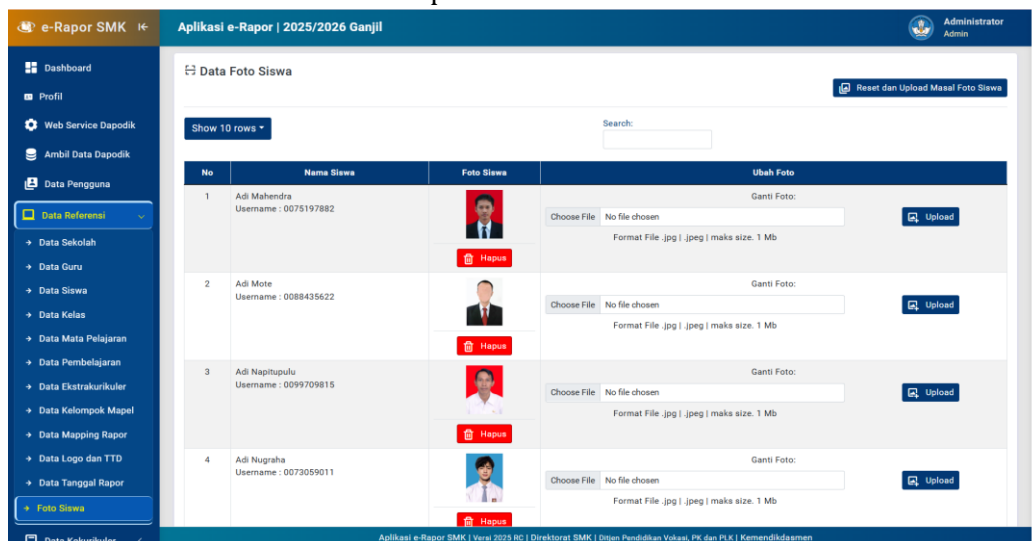 e-Rapor SMK
Aplikasi e-Rapor | 2025/2026 Ganjil
Administrator
Admin
Dashboard
Profil
Web Service Dapodik
Ambil Data Dapodik
Data Pengguna
Data Referensi
Data Sekolah
Data Guru
Data Siswa
Data Kelas
Data Mata Pelajaran
Data Pembelajaran
Data Ekstrakurikuler
Data Kelompok Mapel
Data Mapping Rapor
Data Logo dan TTD
Data Tanggal Rapor
Foto Siswa
Data Kokurikuler
Data Foto Siswa
Reset dan Upload Masal Foto Siswa
Show 10 rows
Search:
No Nama Siswa Foto Siswa Ubah Foto
1 Adi Mahendra
Username : 0075197882
Ganti Foto:
Choose File No file chosen Upload
Format File .jpg | .jpeg | maks size. 1 Mb
Hapus
2 Adi Mote
Username : 0088435622
Ganti Foto:
Choose File No file chosen Upload
Format File .jpg | .jpeg | maks size. 1 Mb
Hapus
3 Adi Napitupulu
Username : 0099709815
Ganti Foto:
Choose File No file chosen Upload
Format File .jpg | .jpeg | maks size. 1 Mb
Hapus
4 Adi Nugraha
Username : 0073059011
Ganti Foto:
Choose File No file chosen Upload
Format File .jpg | .jpeg | maks size. 1 Mb
Hapus
Aplikasi e-Rapor SMK | Versi 2025 RC | Direktorat SMK | Ditjen Pendidikan Vokasi, PK dan PLK | Kemendikdasmen